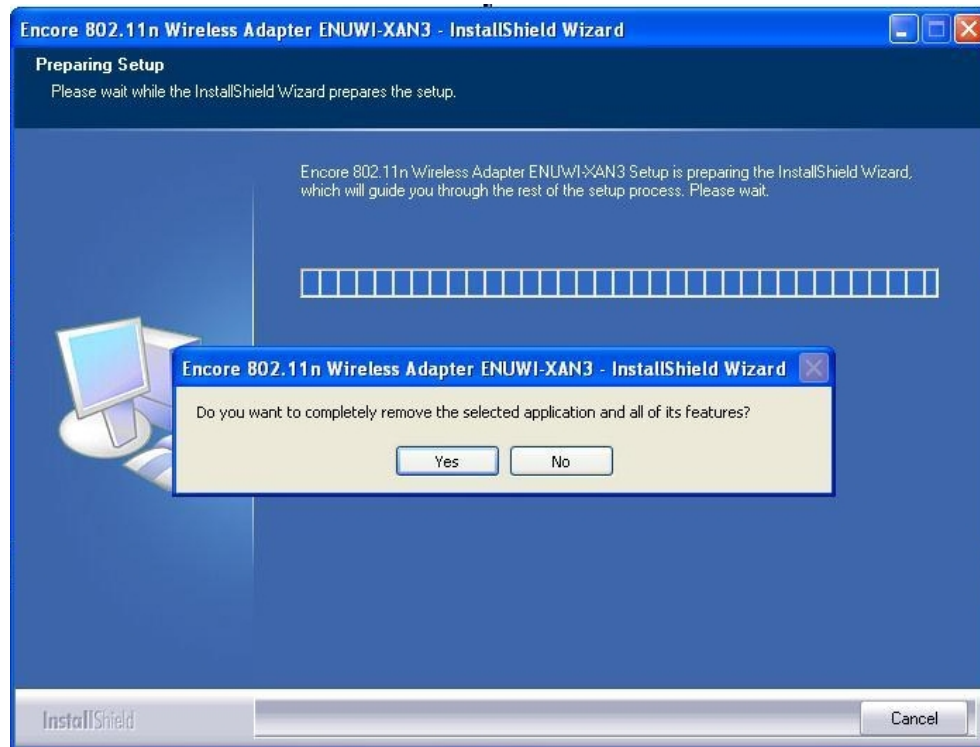 Encore 802.11n Wireless Adapter ENUWI-XAN3 - InstallShield Wizard
Preparing Setup
Please wait while the InstallShield Wizard prepares the setup.
Encore 802.11n Wireless Adapter ENUWI-XAN3 Setup is preparing the InstallShield Wizard,
which will guide you through the rest of the setup process. Please wait.
Encore 802.11n Wireless Adapter ENUWI-XAN3 - InstallShield Wizard
Do you want to completely remove the selected application and all of its features?
Yes
No
InstallShield
Cancel